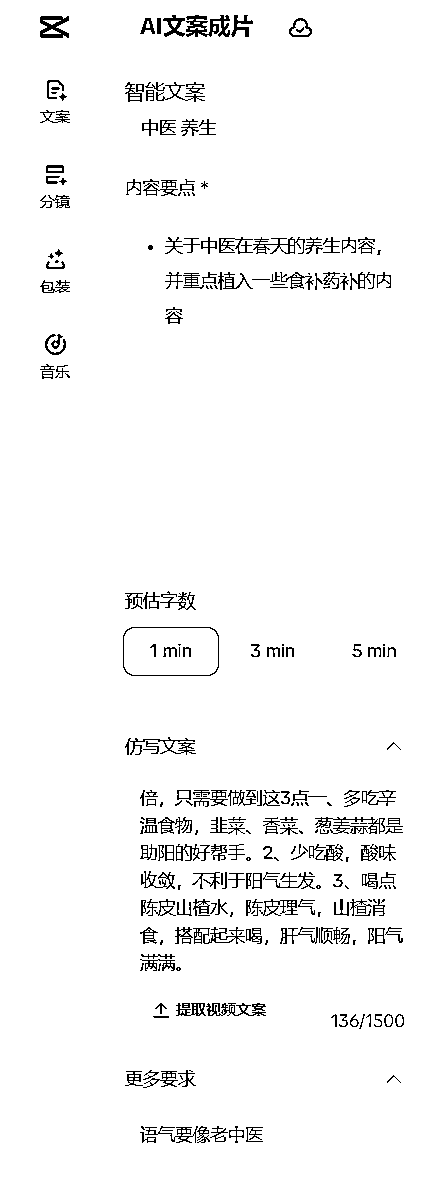 AI文案成片
文案
分镜
包装
音乐
智能文案
中医 养生
内容要点 *
• 关于中医在春天的养生内容，
并重点植入一些食补药补的内
容
预估字数
1 min 3 min 5 min
仿写文案
倍，只需要做到这3点一、多吃辛
温食物，韭菜、香菜、葱姜蒜都是
助阳的好帮手。2、少吃酸，酸味
收敛，不利于阳气生发。3、喝点
陈皮山楂水，陈皮理气，山楂消
食，搭配起来喝，肝气顺畅，阳气
满满。
提取视频文案
136/1500
更多要求
语气要像老中医